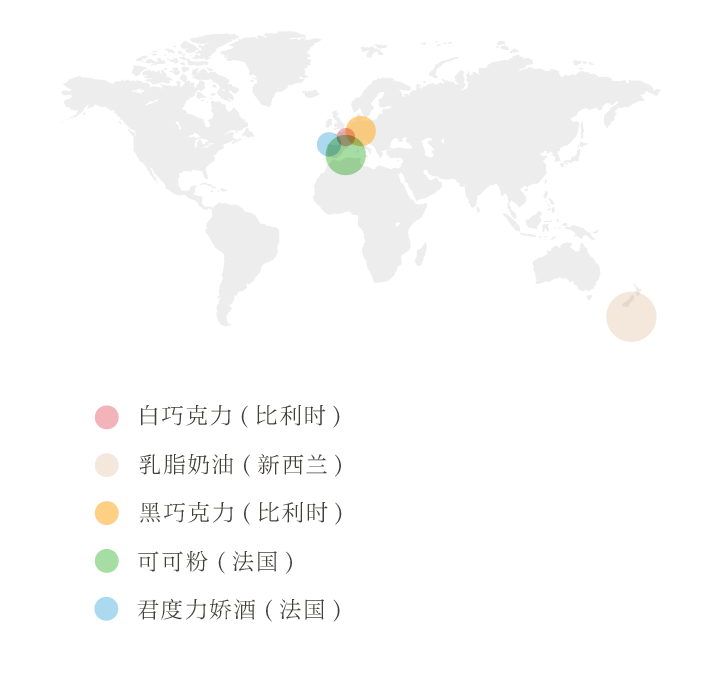 白巧克力 ( 比利时 )
乳脂奶油 ( 新西兰 )
黑巧克力 ( 比利时 )
可可粉 ( 法国 )
君度力娇酒 ( 法国 )